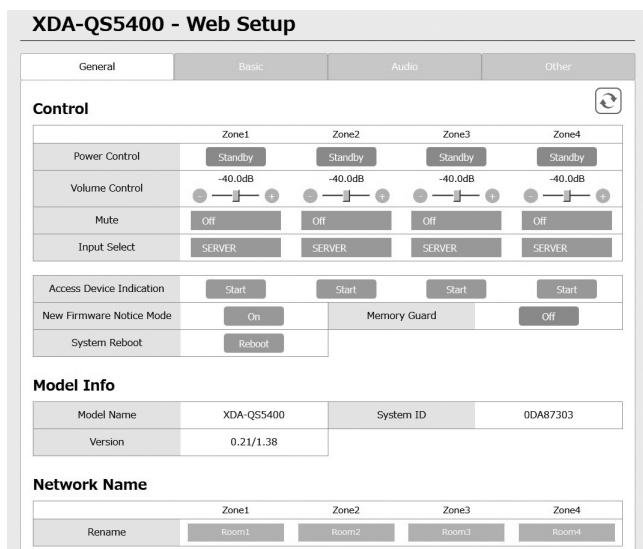 XDA-QS5400 - Web Setup
General Basic Audio Other
Control
Zone1 Zone2 Zone3 Zone4
Power Control Standby Standby Standby Standby
Volume Control -40.0dB -40.0dB -40.0dB -40.0dB
Mute Off Off Off Off
Input Select SERVER SERVER SERVER SERVER
Access Device Indication Start Start Start Start
New Firmware Notice Mode On Memory Guard Off
System Reboot Reboot
Model Info
Model Name XDA-QS5400 System ID 0DA87303
Version 0.21/1.38
Network Name
Zone1 Zone2 Zone3 Zone4
Rename Room1 Room2 Room3 Room4